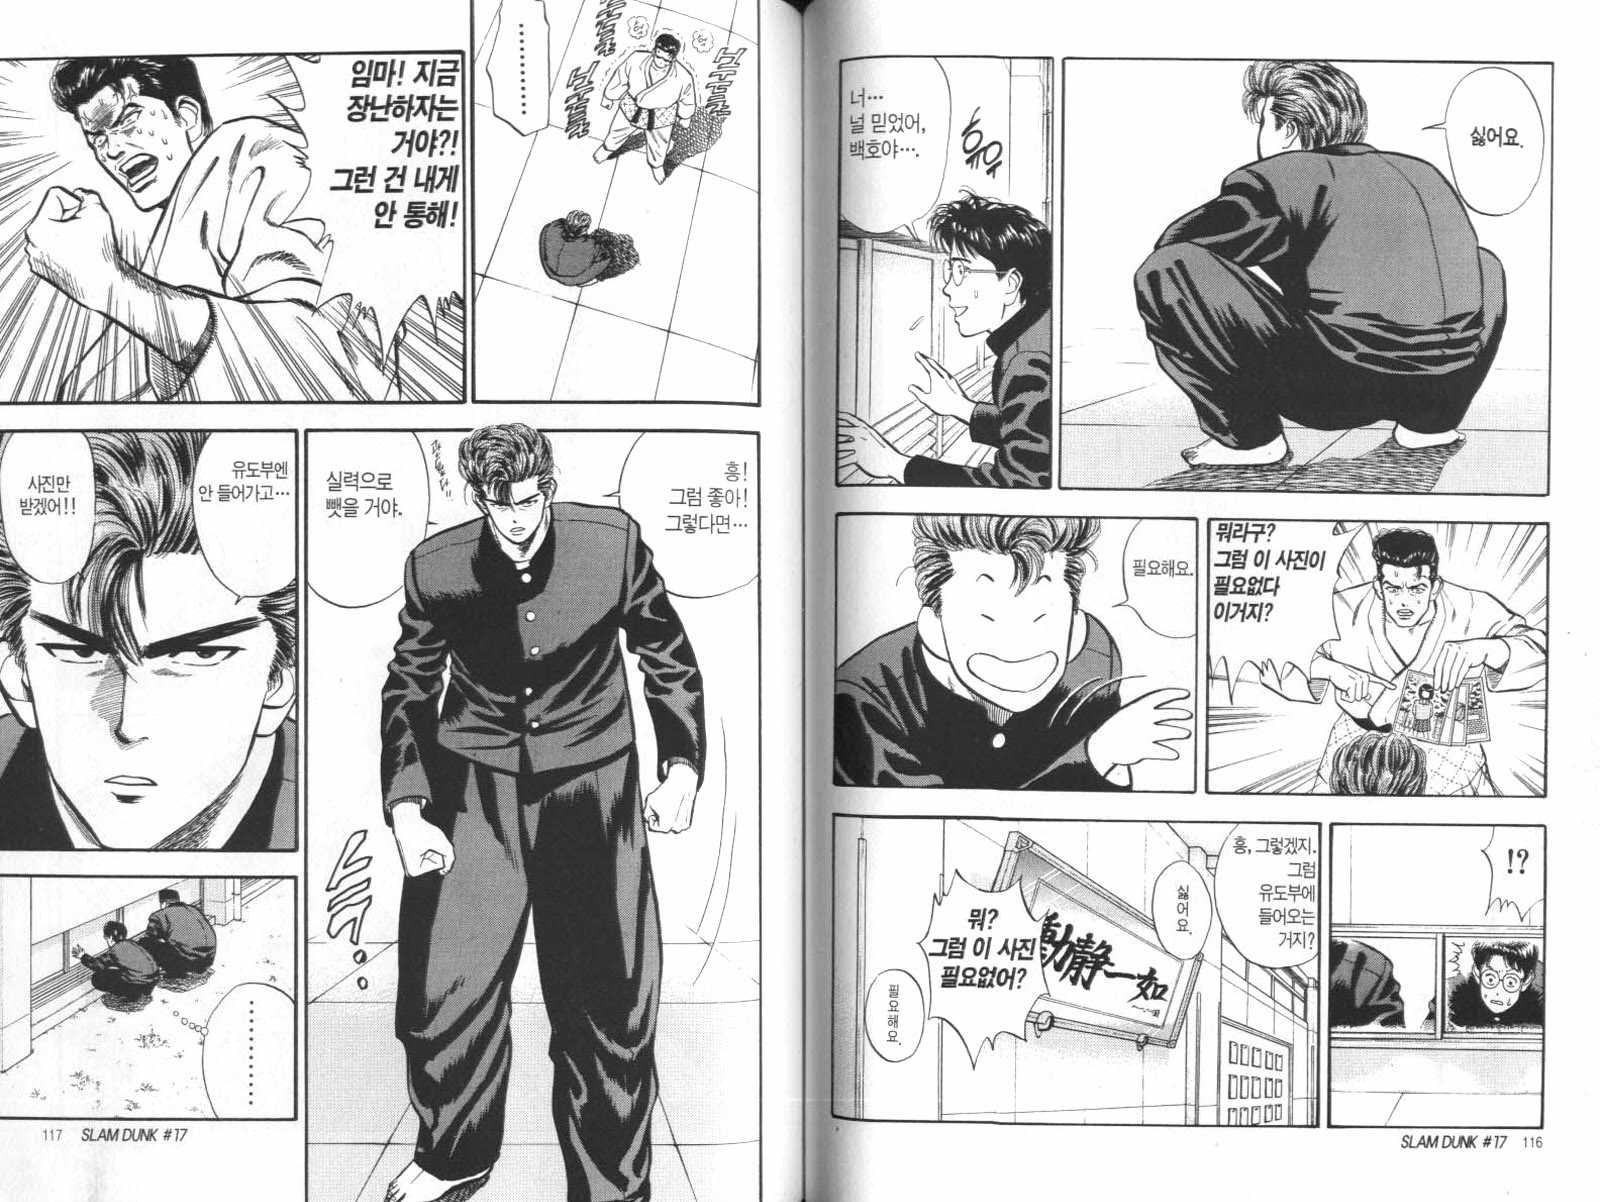 싫어요.
너…
널 믿었어,
백호야….
휴우
뭐라구?
그럼 이 사진이
필요없다
이거지?
필요해요.
!?
흥, 그렇겠지.
그럼
유도부에
들어오는
거지?
싫어요.
뭐?
그럼 이 사진
필요없어?
필요해요.
動静一如
SLAM DUNK #17 116
…………
임마! 지금
장난하자는
거야?!
그런 건 내게
안 통해!
흥!
그럼 좋아!
그렇다면…
실력으로
뺏을 거야.
유도부엔
안 들어가고…
사진만
받겠어!!
…………
117 SLAM DUNK #17